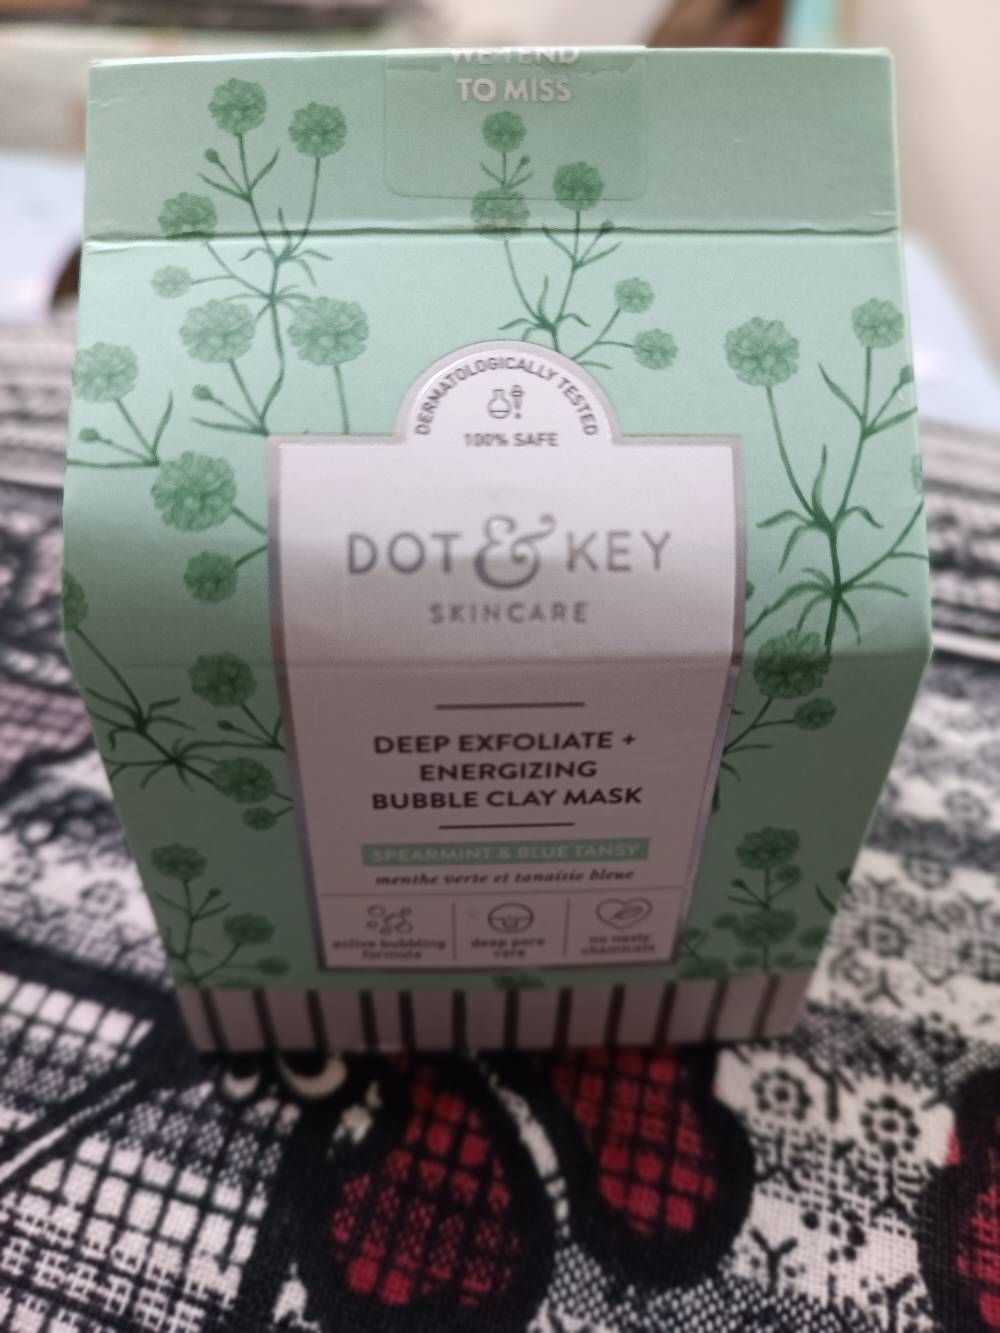 WE TEND
TO MISS
DERMATOLOGICALLY TESTED
100% SAFE
DOT & KEY
SKINCARE
DEEP EXFOLIATE +
ENERGIZING
BUBBLE CLAY MASK
SPEARMINT & BLUE TANSY
menthe verte et tanaisie bleue
active bubbling
formula
deep pore
care
no nasty
chemicals